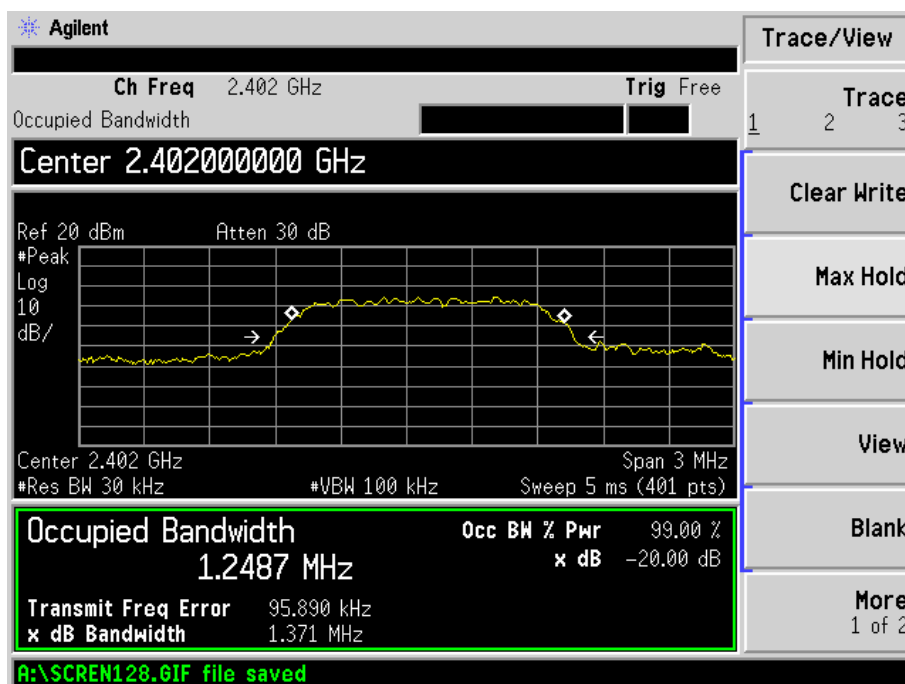 Agilent
Trace/View
Ch Freq 2.402 GHz Trig Free
Occupied Bandwidth
Trace
1 2 3
Center 2.402000000 GHz
Clear Write
Ref 20 dBm Atten 30 dB
#Peak
Log
10
dB/
Max Hold
Min Hold
View
Center 2.402 GHz Span 3 MHz
#Res BW 30 kHz #VBW 100 kHz Sweep 5 ms (401 pts)
Blank
Occupied Bandwidth Occ BW % Pwr 99.00 %
1.2487 MHz x dB -20.00 dB
Transmit Freq Error 95.890 kHz
x dB Bandwidth 1.371 MHz
More
1 of 2
A:\SCREN128.GIF file saved